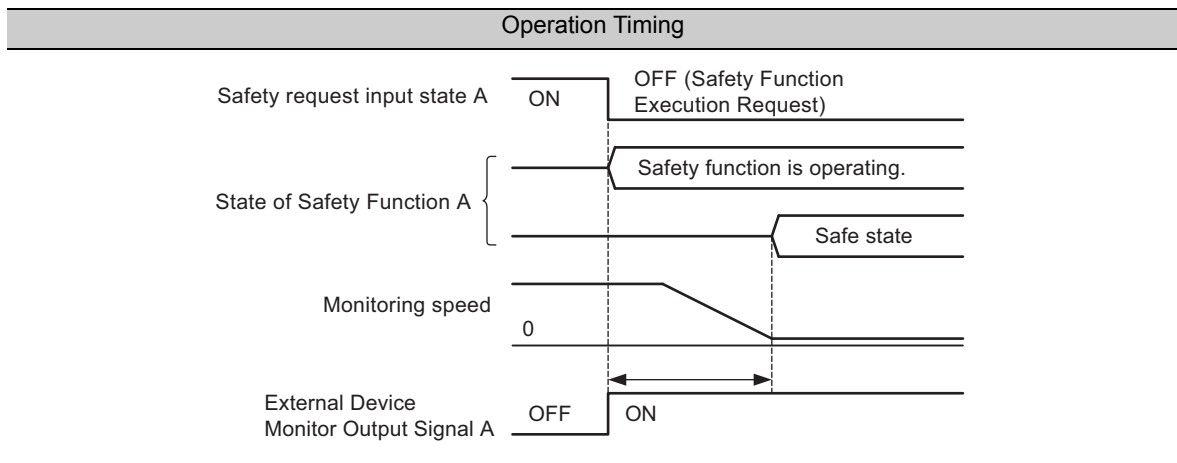 Operation Timing
Safety request input state A
ON
OFF (Safety Function
Execution Request)
State of Safety Function A
Safety function is operating.
Safe state
Monitoring speed
0
External Device
Monitor Output Signal A
OFF
ON